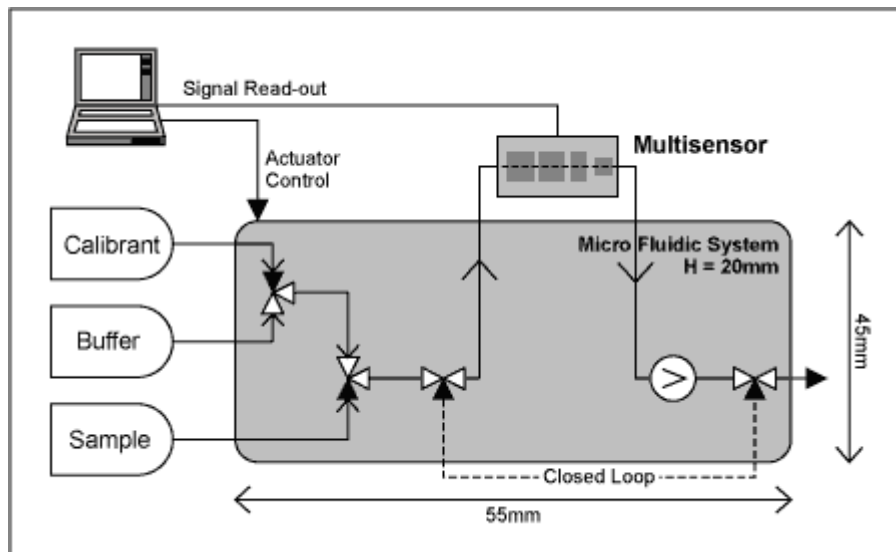 Signal Read-out
Multisensor
Actuator
Control
Calibrant
Micro Fluidic System
H = 20mm
Buffer
45mm
Sample
Closed Loop
55mm